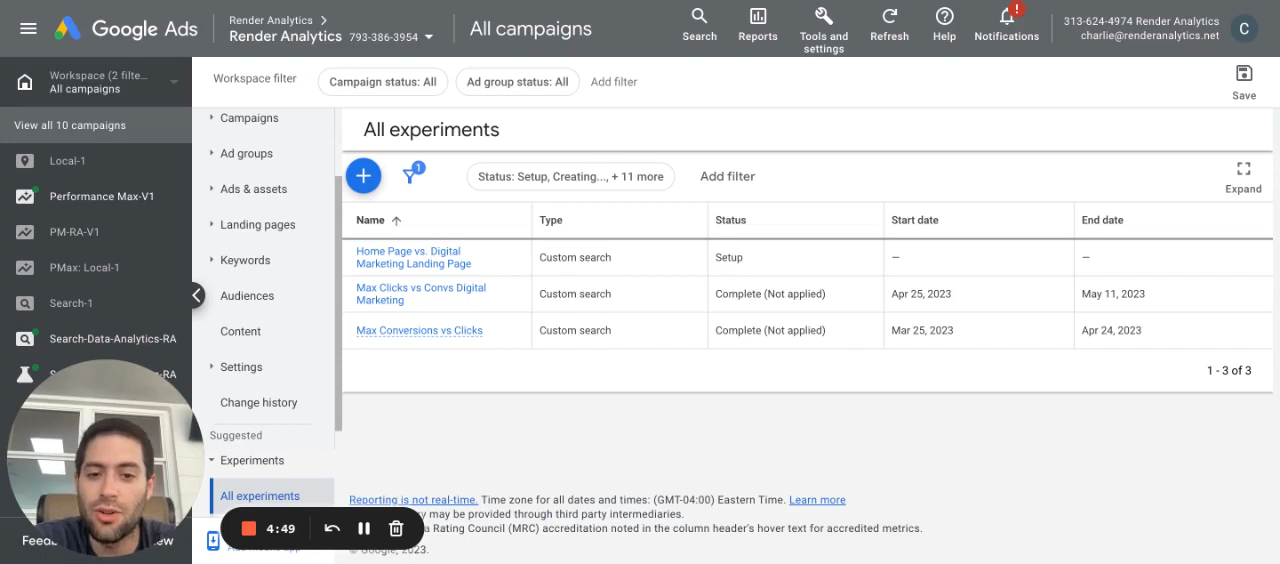 Google Ads
Render Analytics
Render Analytics 793-386-3954
All campaigns
Search
Reports
Tools and
settings
Refresh
Help
!
Notifications
313-624-4974 Render Analytics
charlie@renderanalytics.net
C
Workspace (2 filte...
All campaigns
Workspace filter
Campaign status: All
Ad group status: All
Add filter
Save
View all 10 campaigns
Local-1
Performance Max-V1
PM-RA-V1
PMax: Local-1
Search-1
Search-Data-Analytics-RA
-RA
Campaigns
Ad groups
Ads & assets
Landing pages
Keywords
Audiences
Content
Settings
Change history
Suggested
Experiments
All experiments
All experiments
1
Status: Setup, Creating..., + 11 more
Add filter
Expand
Name
Type
Status
Start date
End date
Home Page vs. Digital
Marketing Landing Page
Custom search
Setup
—
—
Max Clicks vs Convs Digital
Marketing
Custom search
Complete (Not applied)
Apr 25, 2023
May 11, 2023
Max Conversions vs Clicks
Custom search
Complete (Not applied)
Mar 25, 2023
Apr 24, 2023
1 - 3 of 3
Reporting is not real-time. Time zone for all dates and times: (GMT-04:00) Eastern Time. Learn more
may be provided through third party intermediaries.
Rating Council (MRC) accreditation noted in the column header's hover text for accredited metrics.
© Google, 2023.
4:49